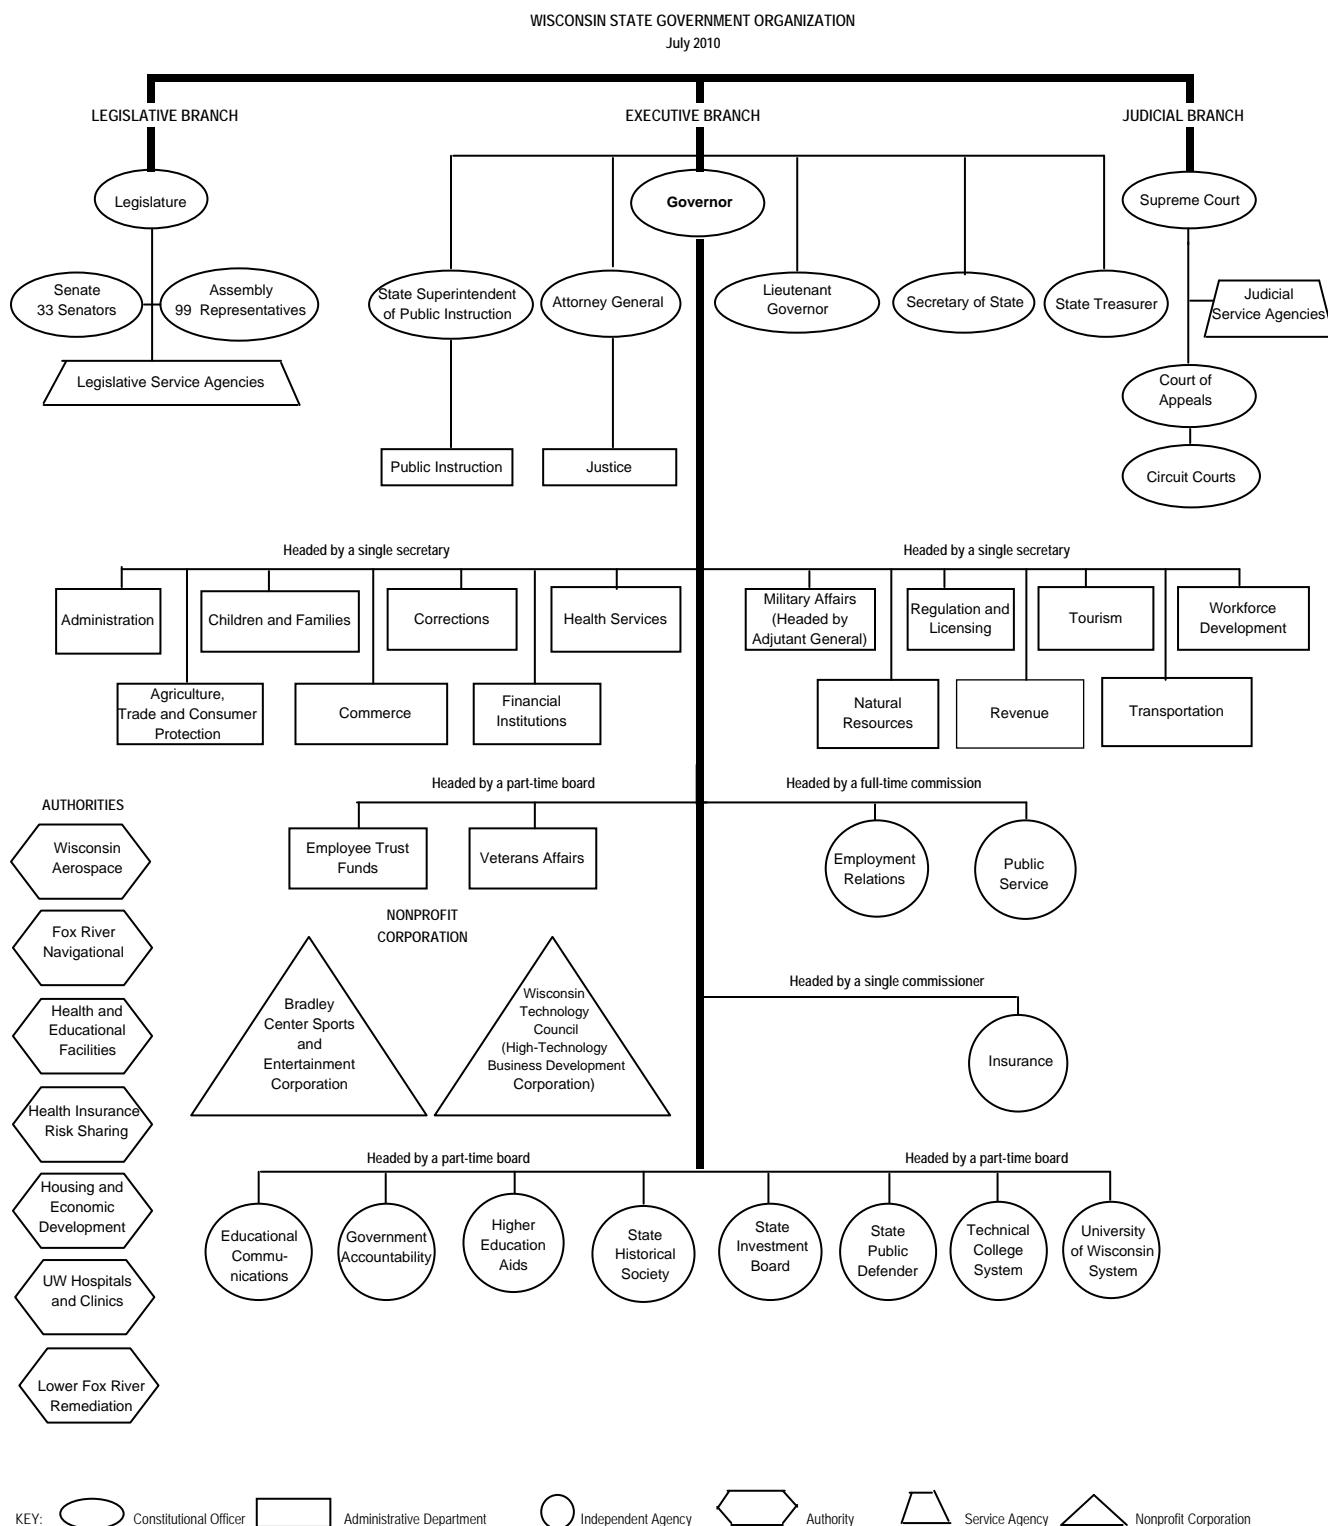 WISCONSIN STATE GOVERNMENT ORGANIZATION
July 2010
LEGISLATIVE BRANCH
EXECUTIVE BRANCH
JUDICIAL BRANCH
Legislature
Governor
Supreme Court
Senate
33 Senators
Assembly
99 Representatives
State Superintendent
of Public Instruction
Attorney General
Lieutenant
Governor
Secretary of State
State Treasurer
Judicial
Service Agencies
Legislative Service Agencies
Court of
Appeals
Public Instruction
Justice
Circuit Courts
Headed by a single secretary
Headed by a single secretary
Administration
Children and Families
Corrections
Health Services
Military Affairs
(Headed by
Adjutant General)
Regulation and
Licensing
Tourism
Workforce
Development
Agriculture,
Trade and Consumer
Protection
Commerce
Financial
Institutions
Natural
Resources
Revenue
Transportation
Headed by a part-time board
Headed by a full-time commission
AUTHORITIES
Wisconsin
Aerospace
Fox River
Navigational
Health and
Educational
Facilities
Health Insurance
Risk Sharing
Housing and
Economic
Development
UW Hospitals
and Clinics
Lower Fox River
Remediation
Employee Trust
Funds
Veterans Affairs
Employment
Relations
Public
Service
NONPROFIT
CORPORATION
Bradley
Center Sports
and
Entertainment
Corporation
Wisconsin
Technology
Council
(High-Technology
Business Development
Corporation)
Headed by a single commissioner
Insurance
Headed by a part-time board
Headed by a part-time board
Educational
Commu-
nications
Government
Accountability
Higher
Education
Aids
State
Historical
Society
State
Investment
Board
State
Public
Defender
Technical
College
System
University
of Wisconsin
System
KEY:
Constitutional Officer
Administrative Department
Independent Agency
Authority
Service Agency
Nonprofit Corporation